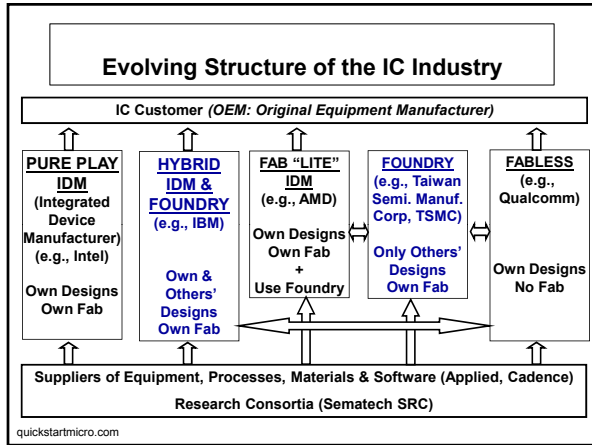 Evolving Structure of the IC Industry
IC Customer (OEM: Original Equipment Manufacturer)
PURE PLAY
IDM
(Integrated
Device
Manufacturer)
(e.g., Intel)
Own Designs
Own Fab
HYBRID
IDM &
FOUNDRY
(e.g., IBM)
Own &
Others’
Designs
Own Fab
FAB “LITE”
IDM
(e.g., AMD)
Own Designs
Own Fab
+
Use Foundry
FOUNDRY
(e.g., Taiwan
Semi. Manuf.
Corp, TSMC)
Only Others’
Designs
Own Fab
FABLESS
(e.g.,
Qualcomm)
Own Designs
No Fab
Suppliers of Equipment, Processes, Materials & Software (Applied, Cadence)
Research Consortia (Sematech SRC)
quickstartmicro.com